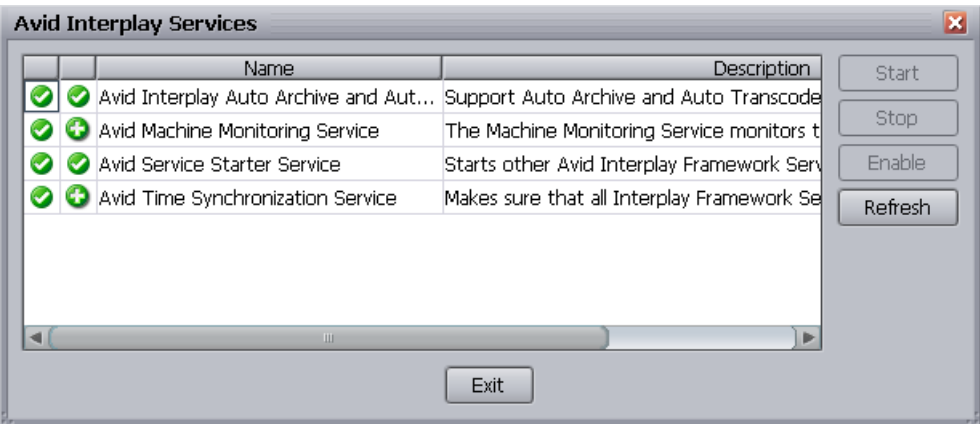 Avid Interplay Services
Name Description
Avid Interplay Auto Archive and Aut... Support Auto Archive and Auto Transcode
Avid Machine Monitoring Service The Machine Monitoring Service monitors t
Avid Service Starter Service Starts other Avid Interplay Framework Serv
Avid Time Synchronization Service Makes sure that all Interplay Framework Se
Start
Stop
Enable
Refresh
Exit